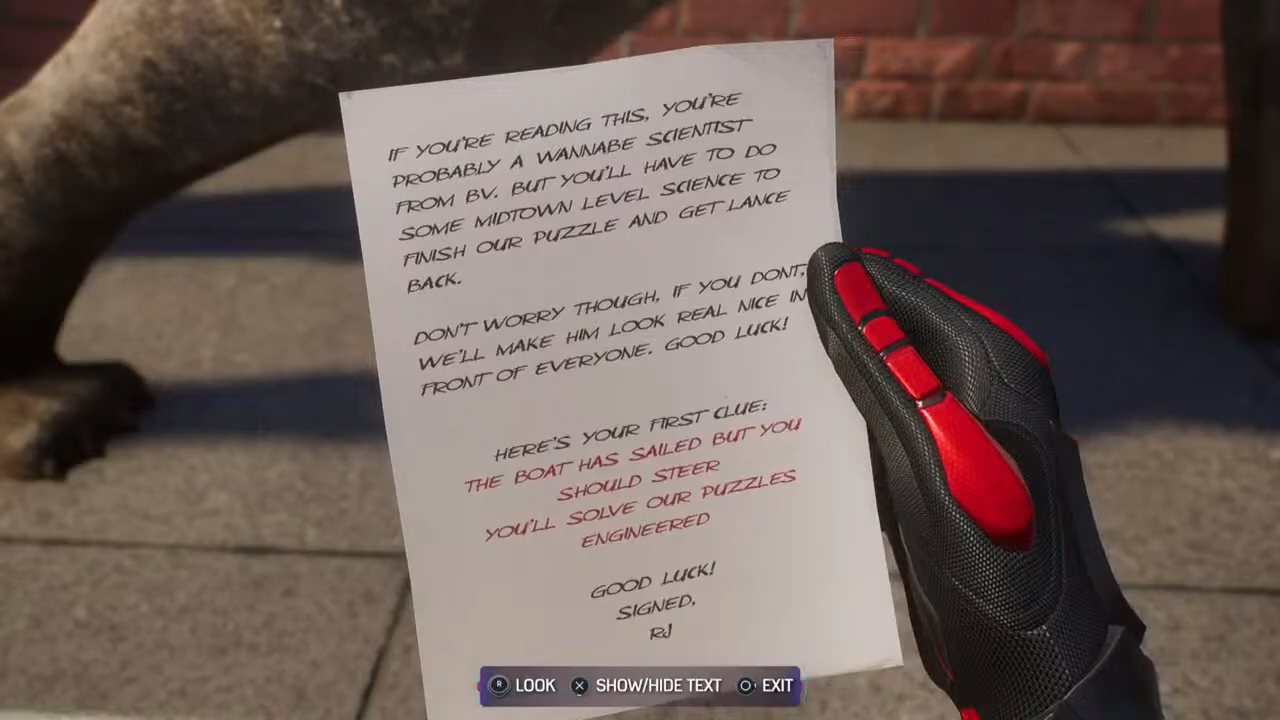 IF YOU'RE READING THIS, YOU'RE
PROBABLY A WANNABE SCIENTIST
FROM BV. BUT YOU'LL HAVE TO DO
SOME MIDTOWN LEVEL SCIENCE TO
FINISH OUR PUZZLE AND GET LANCE
BACK.
DON'T WORRY THOUGH, IF YOU DONT,
WE'LL MAKE HIM LOOK REAL NICE IN
FRONT OF EVERYONE. GOOD LUCK!
HERE'S YOUR FIRST CLUE:
THE BOAT HAS SAILED BUT YOU
SHOULD STEER
YOU'LL SOLVE OUR PUZZLES
ENGINEERED
GOOD LUCK!
SIGNED,
RJ
R LOOK SHOW/HIDE TEXT EXIT